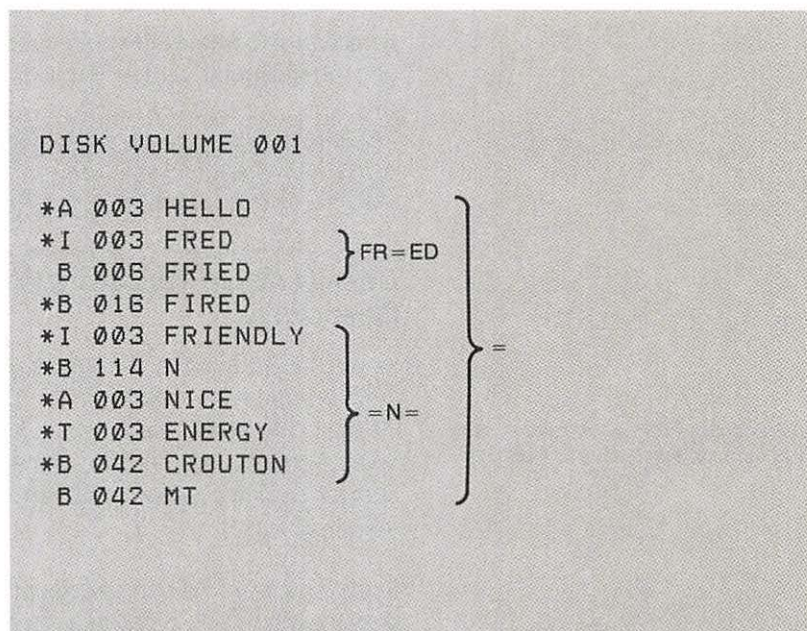 DISK VOLUME 001
*A 003 HELLO
*I 003 FRED
B 006 FRIED
FR=ED
*B 016 FIRED
*I 003 FRIENDLY
*B 114 N
=
*A 003 NICE
=N=
*T 003 ENERGY
*B 042 CROUTON
B 042 MT